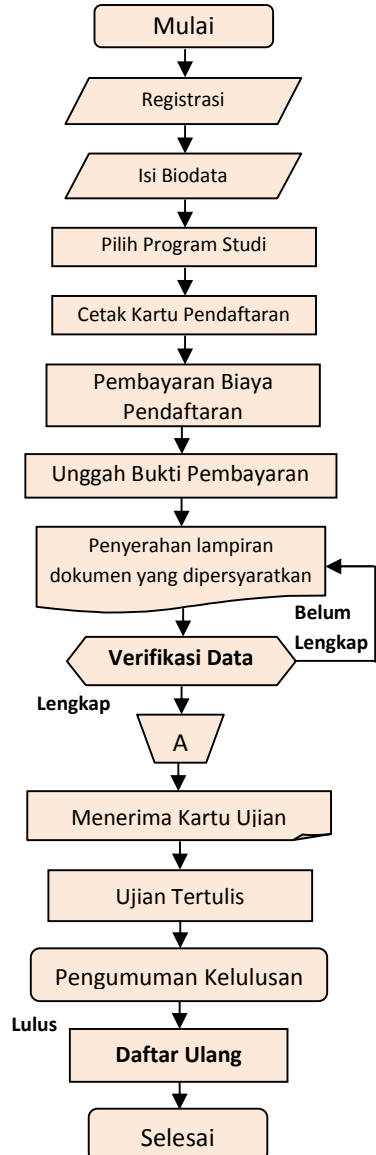 Mulai
Registrasi
Isi Biodata
Pilih Program Studi
Cetak Kartu Pendaftaran
Pembayaran Biaya
Pendaftaran
Unggah Bukti Pembayaran
Penyerahan lampiran
dokumen yang dipersyaratkan
Belum
Lengkap
Verifikasi Data
Lengkap
A
Menerima Kartu Ujian
Ujian Tertulis
Pengumuman Kelulusan
Lulus
Daftar Ulang
Selesai